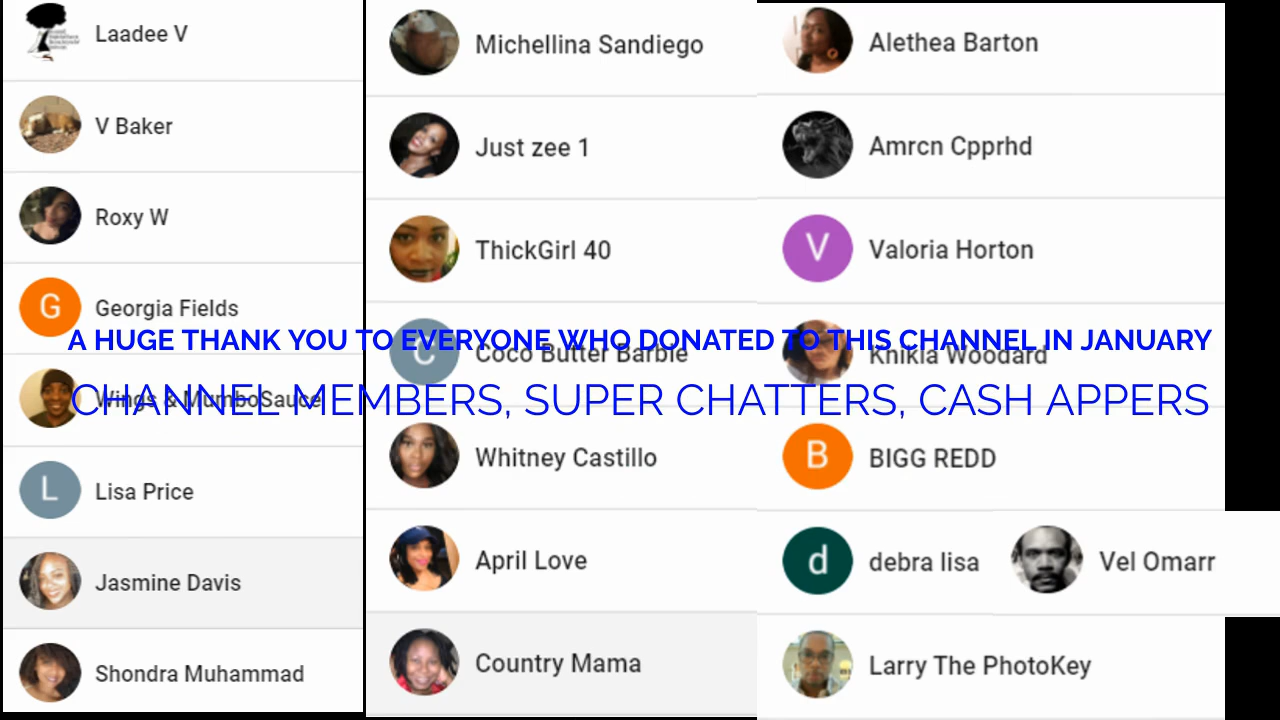 Laadee V
V Baker
Roxy W
G
Georgia Fields
Wings & MumboSauce
L
Lisa Price
Jasmine Davis
Shondra Muhammad
Michellina Sandiego
Just zee 1
ThickGirl 40
C
Coco Butter Barbie
Whitney Castillo
April Love
Country Mama
Alethea Barton
Amrcn Cpprhd
V
Valoria Horton
Knikia Woodard
B
BIGG REDD
d
debra lisa
Vel Omarr
Larry The PhotoKey
A HUGE THANK YOU TO EVERYONE WHO DONATED TO THIS CHANNEL IN JANUARY
CHANNEL MEMBERS, SUPER CHATTERS, CASH APPERS